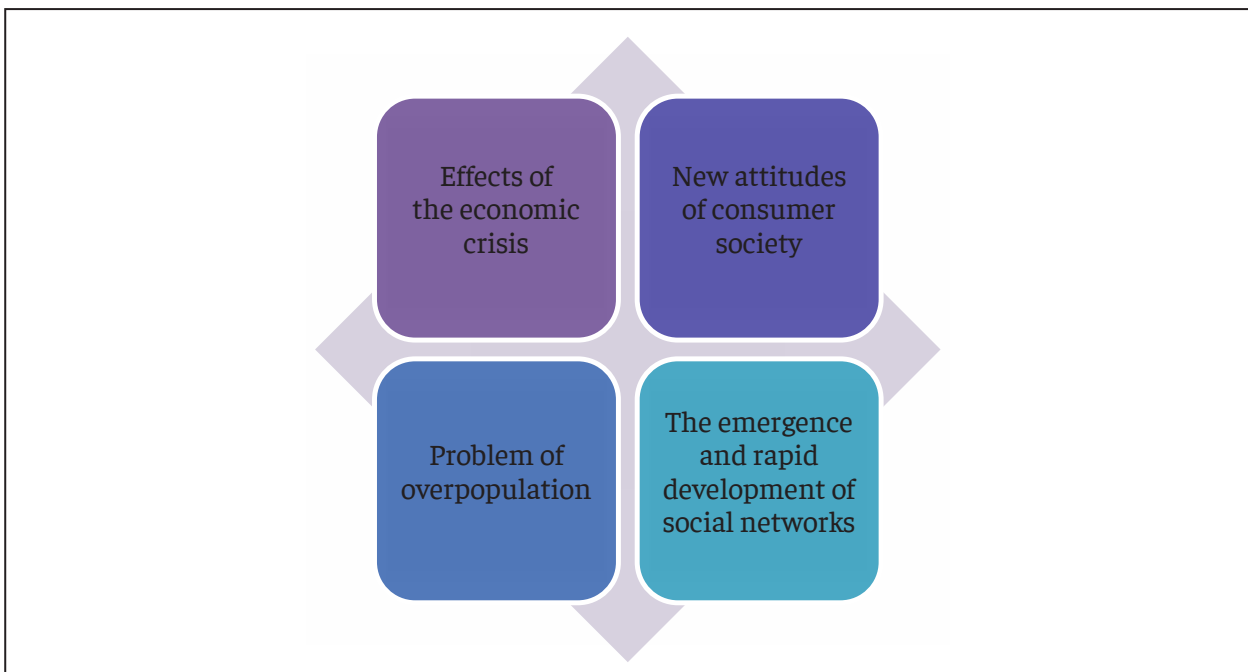 Effects of
the economic
crisis
New attitudes
of consumer
society
Problem of
overpopulation
The emergence
and rapid
development of
social networks